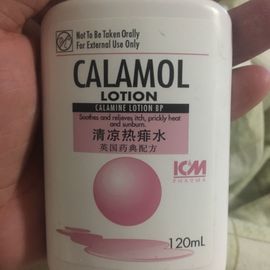 Not To Be Taken Orally
For External Use Only
CALAMOL
LOTION
CALAMINE LOTION BP
Soothes and relieves, itch, prickly heat
and sunburn.
清凉热痱水
英国药典配方
ICM
PHARMA
120mL